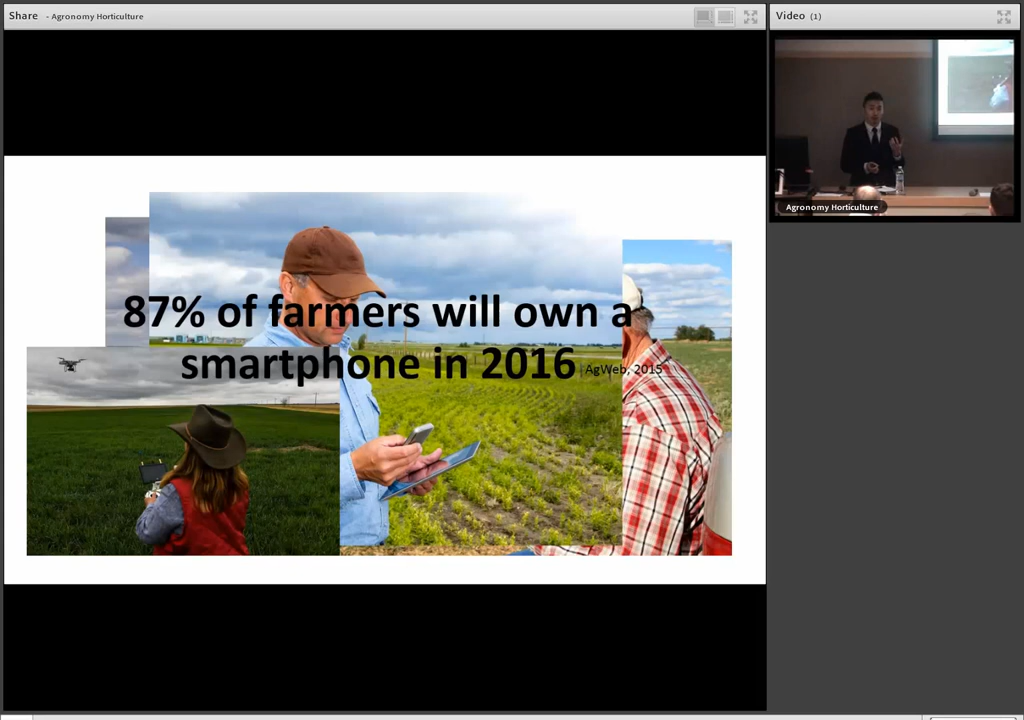 Share - Agronomy Horticulture
Video (1)
Agronomy Horticulture
87% of farmers will own a
smartphone in 2016 AgWeb, 2015